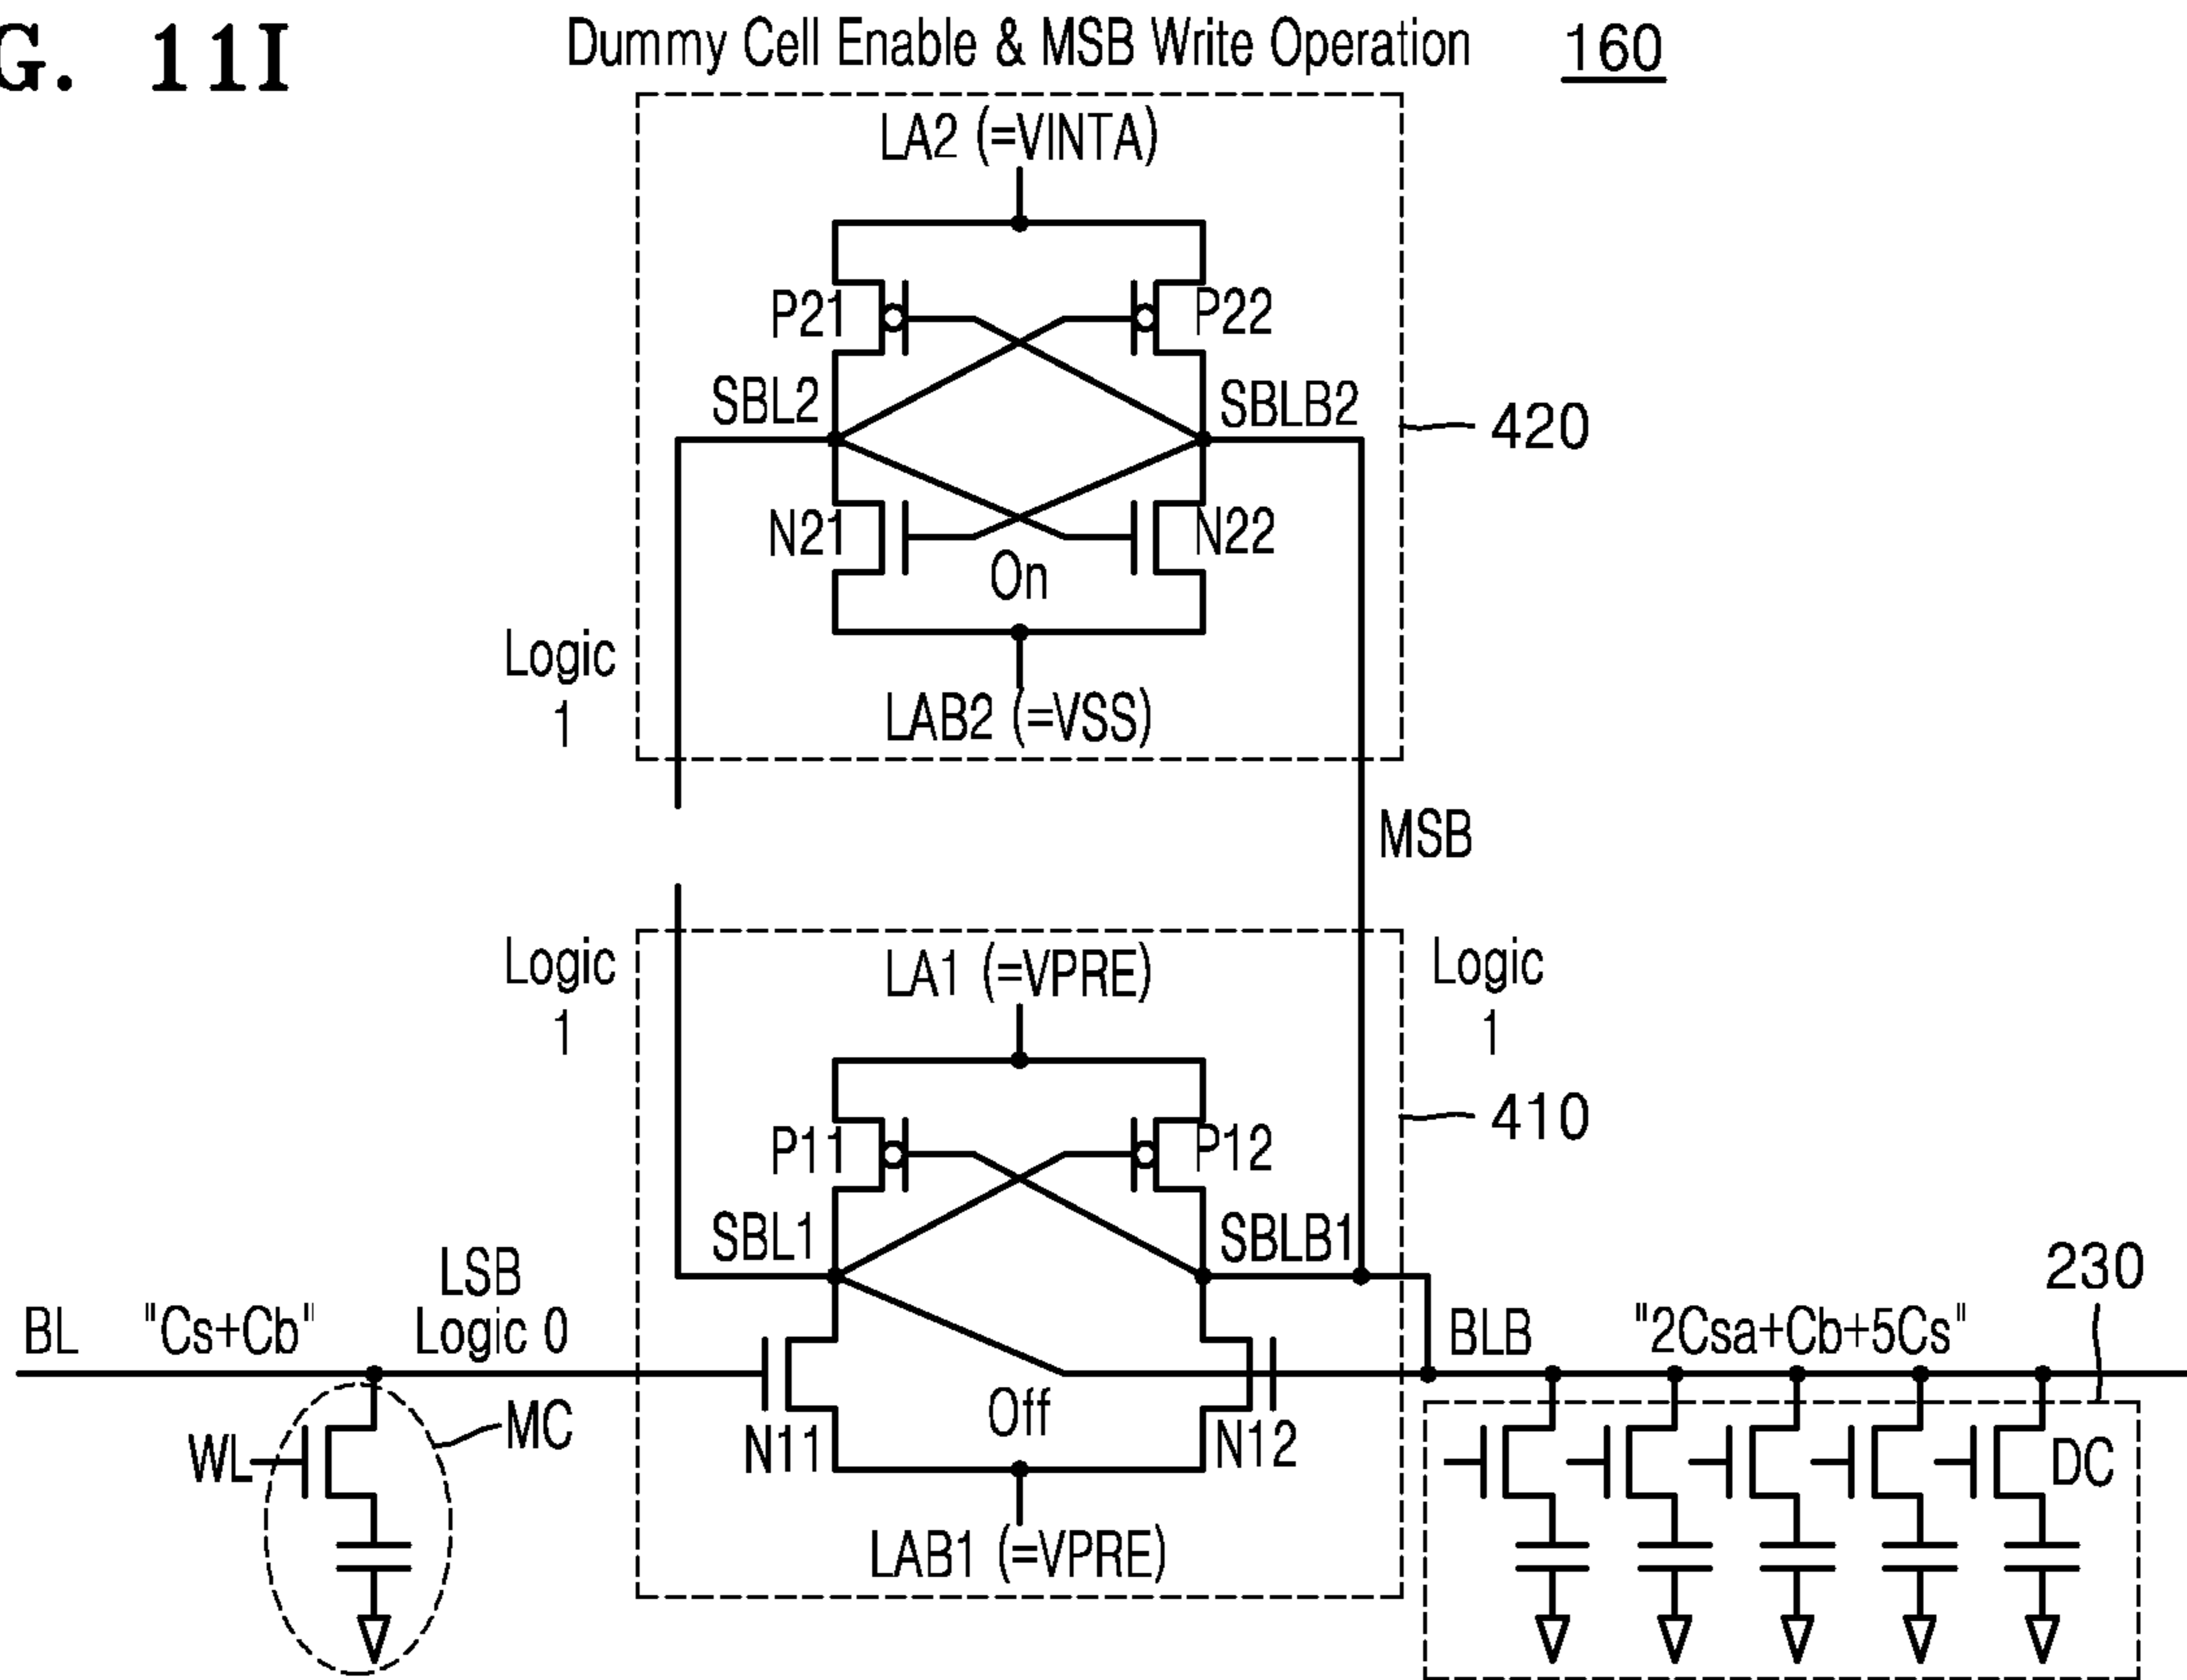 G. 11I
Dummy Cell Enable & MSB Write Operation
160
LA2 (=VINTA)
P21
P22
SBL2
SBLB2
420
N21
N22
On
Logic
1
LAB2 (=VSS)
MSB
Logic
1
LA1 (=VPRE)
Logic
1
410
P11
P12
SBL1
SBLB1
230
LSB
BL
"Cs+Cb"
Logic 0
BLB
"2Csa+Cb+5Cs"
Off
MC
WL
N11
N12
DC
LAB1 (=VPRE)